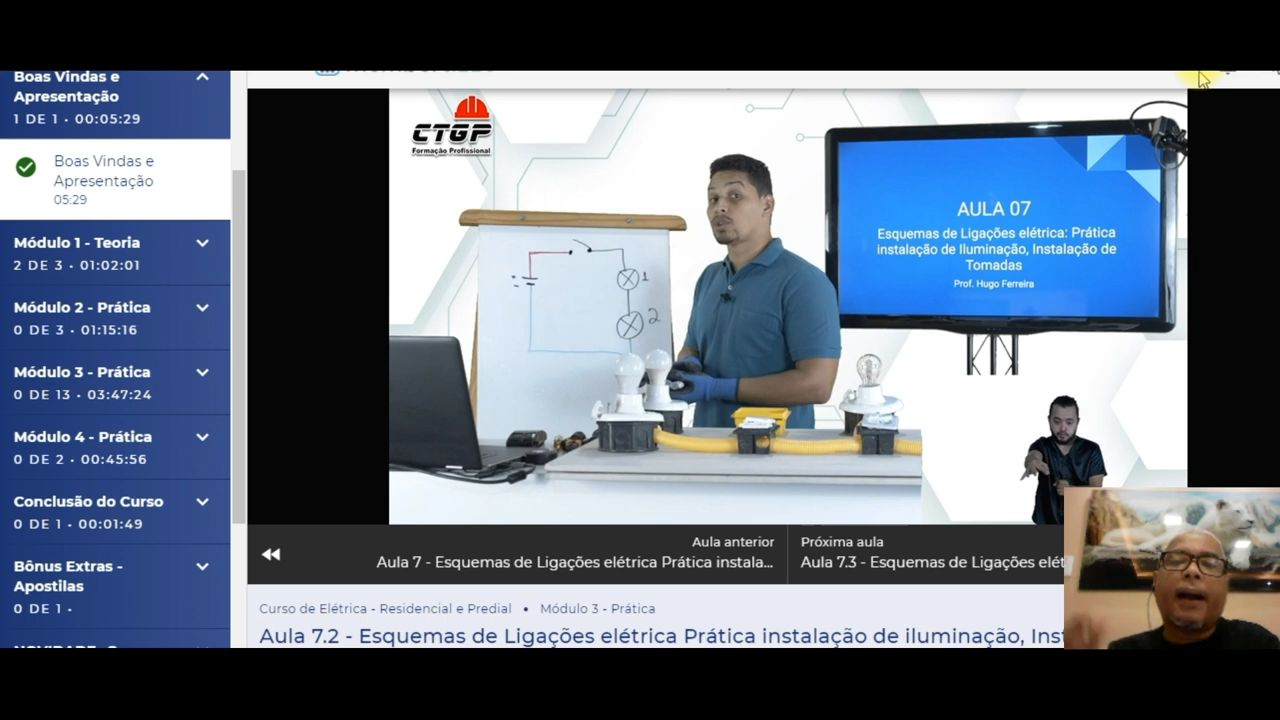 Boas Vindas e
Apresentação
1 DE 1 • 00:05:29
Boas Vindas e
Apresentação
05:29
Módulo 1 - Teoria
2 DE 3 • 01:02:01
Módulo 2 - Prática
0 DE 3 • 01:15:16
Módulo 3 - Prática
0 DE 13 • 03:47:24
Módulo 4 - Prática
0 DE 2 • 00:45:56
Conclusão do Curso
0 DE 1 • 00:01:49
Bônus Extras -
Apostilas
0 DE 1 •
CTGP
Formação Profissional
1
2
AULA 07
Esquemas de Ligações elétrica: Prática
instalação de Iluminação, Instalação de
Tomadas
Prof. Hugo Ferreira
Aula anterior
Aula 7 - Esquemas de Ligações elétrica Prática instala...
Próxima aula
Aula 7.3 - Esquemas de Ligações elét
Curso de Elétrica - Residencial e Predial • Módulo 3 - Prática
Aula 7.2 - Esquemas de Ligações elétrica Prática instalação de iluminação, Ins